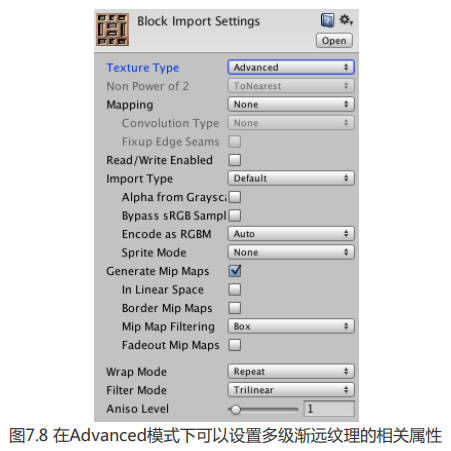 Block Import Settings
Open
Texture Type Advanced
Non Power of 2 ToNearest
Mapping None
Convolution Type None
Fixup Edge Seams
Read/Write Enabled
Import Type Default
Alpha from Graysca
Bypass sRGB Sampl
Encode as RGBM Auto
Sprite Mode None
Generate Mip Maps
In Linear Space
Border Mip Maps
Mip Map Filtering Box
Fadeout Mip Maps
Wrap Mode Repeat
Filter Mode Trilinear
Aniso Level 1
图7.8 在Advanced模式下可以设置多级渐远纹理的相关属性